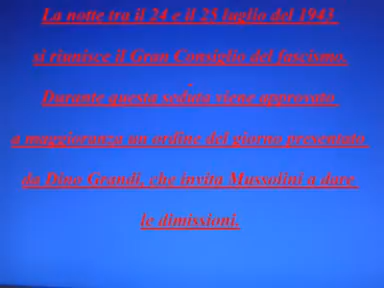 La notte tra il 24 e il 25 luglio del 1943
si riunisce il Gran Consiglio del fascismo.
Durante questa seduta viene approvato
a maggioranza un ordine del giorno presentato
da Dino Grandi, che invita Mussolini a dare
le dimissioni.